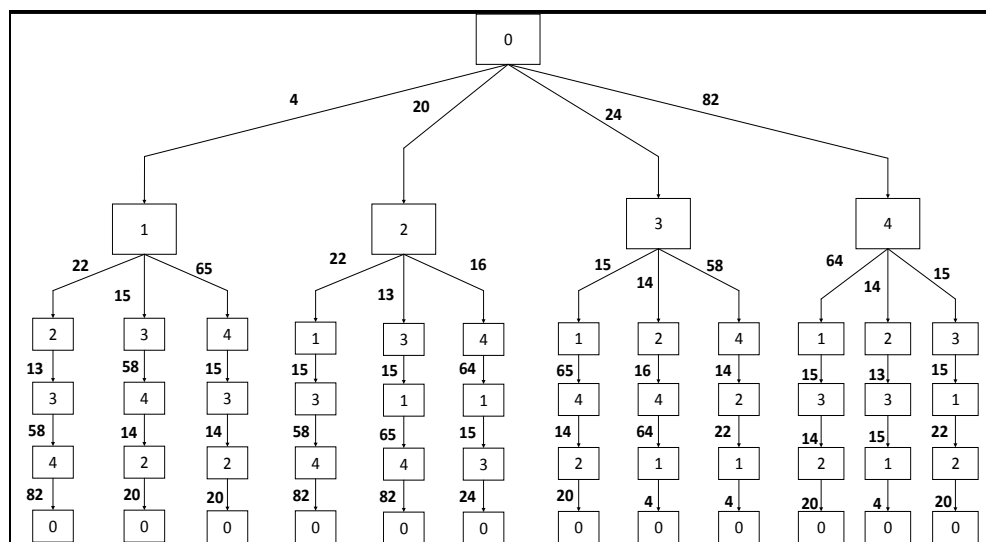 0
4 20 24 82
1 2 3 4
22 15 65 22 13 16 15 14 58 64 14 15
2 3 4 1 3 4 1 2 4 1 2 3
13 58 15 15 15 64 65 16 14 15 13 15
3 4 3 3 1 1 4 4 2 3 3 1
58 14 14 58 65 15 14 64 22 14 15 22
4 2 2 4 4 3 2 1 1 2 1 2
82 20 20 82 82 24 20 4 4 20 4 20
0 0 0 0 0 0 0 0 0 0 0 0